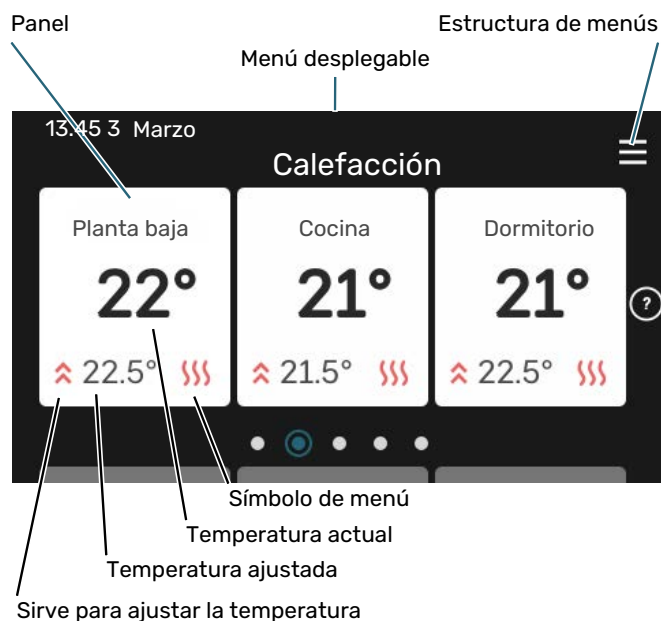 Panel
Estructura de menús
Menú desplegable
13.45 3 Marzo
Calefacción
Planta baja
Cocina
Dormitorio
22°
21°
21°
?
22.5°
21.5°
22.5°
Símbolo de menú
Temperatura actual
Temperatura ajustada
Sirve para ajustar la temperatura